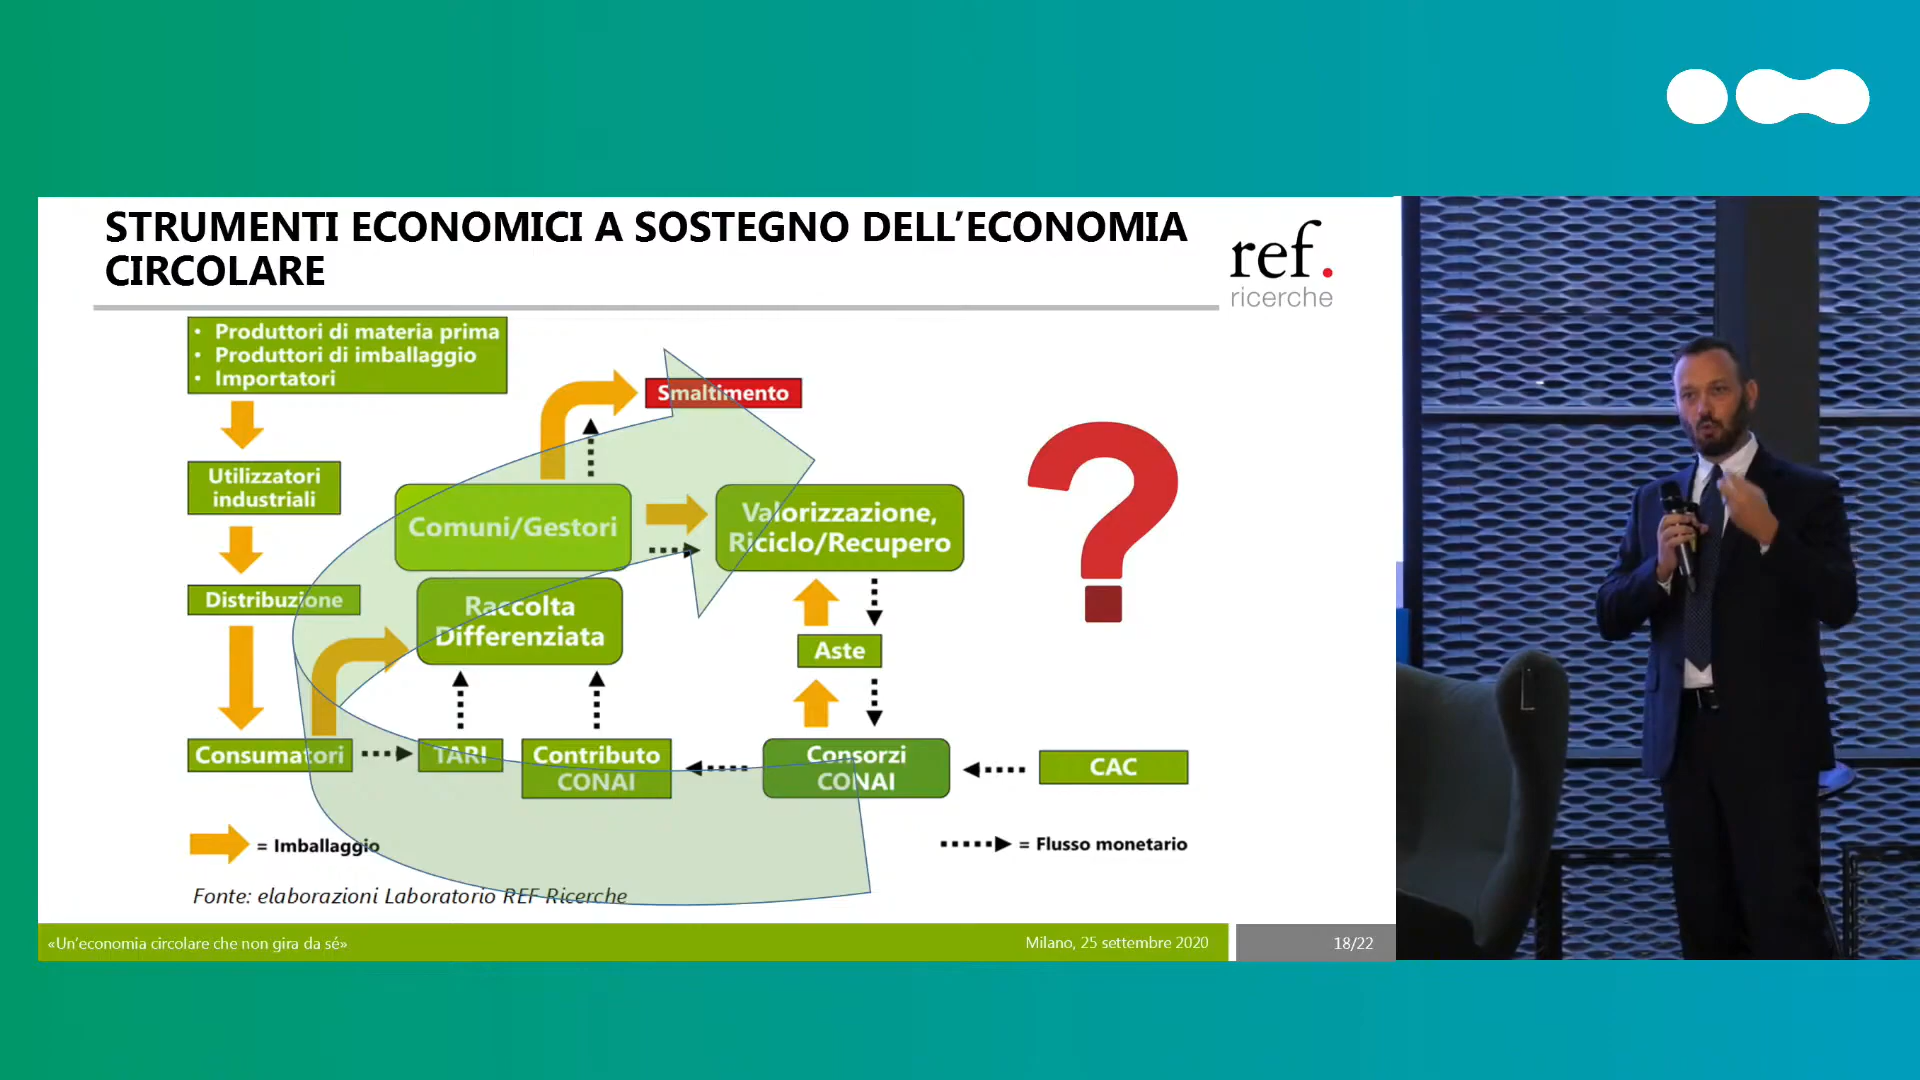 STRUMENTI ECONOMICI A SOSTEGNO DELL’ECONOMIA
CIRCOLARE
ref.
ricerche
• Produttori di materia prima
• Produttori di imballaggio
• Importatori
Smaltimento
Utilizzatori
industriali
Comuni/Gestori
Valorizzazione,
Riciclo/Recupero
Distribuzione
Raccolta
Differenziata
Aste
Consumatori
TARI
Contributo
CONAI
Consorzi
CONAI
CAC
= Imballaggio
= Flusso monetario
Fonte: elaborazioni Laboratorio REF Ricerche
«Un’economia circolare che non gira da sé»
Milano, 25 settembre 2020
18/22